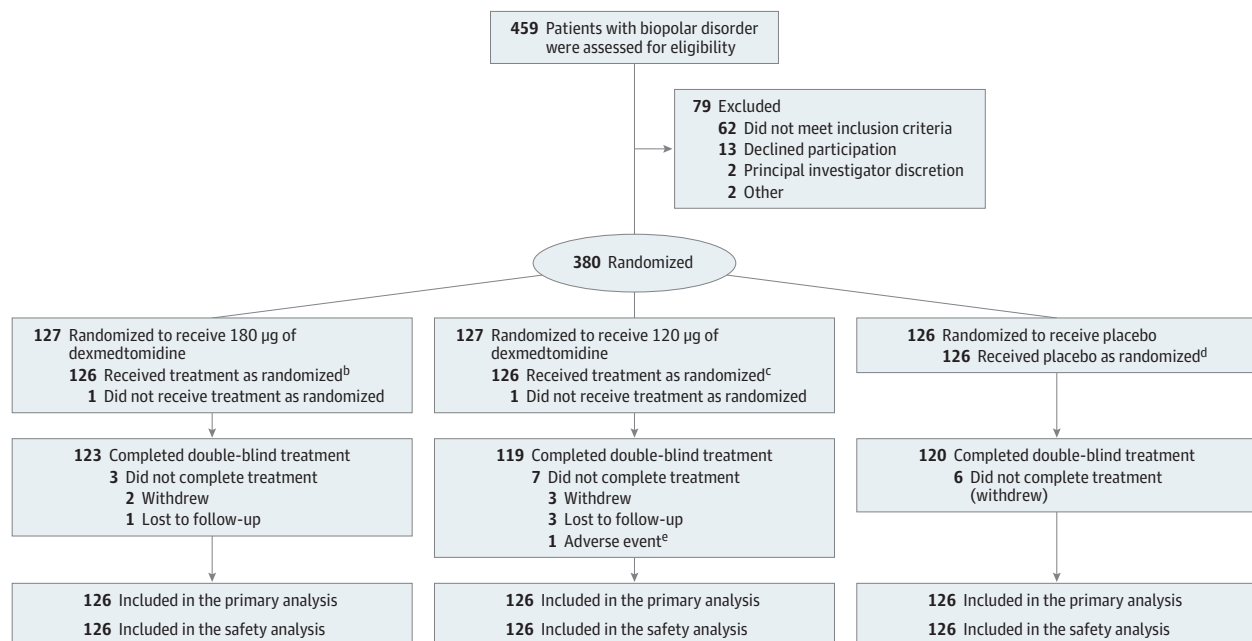 459 Patients with biopolar disorder
were assessed for eligibility
79 Excluded
62 Did not meet inclusion criteria
13 Declined participation
2 Principal investigator discretion
2 Other
380 Randomized
127 Randomized to receive 180 µg of
dexmedtomidine
126 Received treatment as randomizedᵇ
1 Did not receive treatment as randomized
127 Randomized to receive 120 µg of
dexmedtomidine
126 Received treatment as randomizedᶜ
1 Did not receive treatment as randomized
126 Randomized to receive placebo
126 Received placebo as randomizedᵈ
123 Completed double-blind treatment
3 Did not complete treatment
2 Withdrew
1 Lost to follow-up
119 Completed double-blind treatment
7 Did not complete treatment
3 Withdrew
3 Lost to follow-up
1 Adverse eventᵉ
120 Completed double-blind treatment
6 Did not complete treatment
(withdrew)
126 Included in the primary analysis
126 Included in the safety analysis
126 Included in the primary analysis
126 Included in the safety analysis
126 Included in the primary analysis
126 Included in the safety analysis